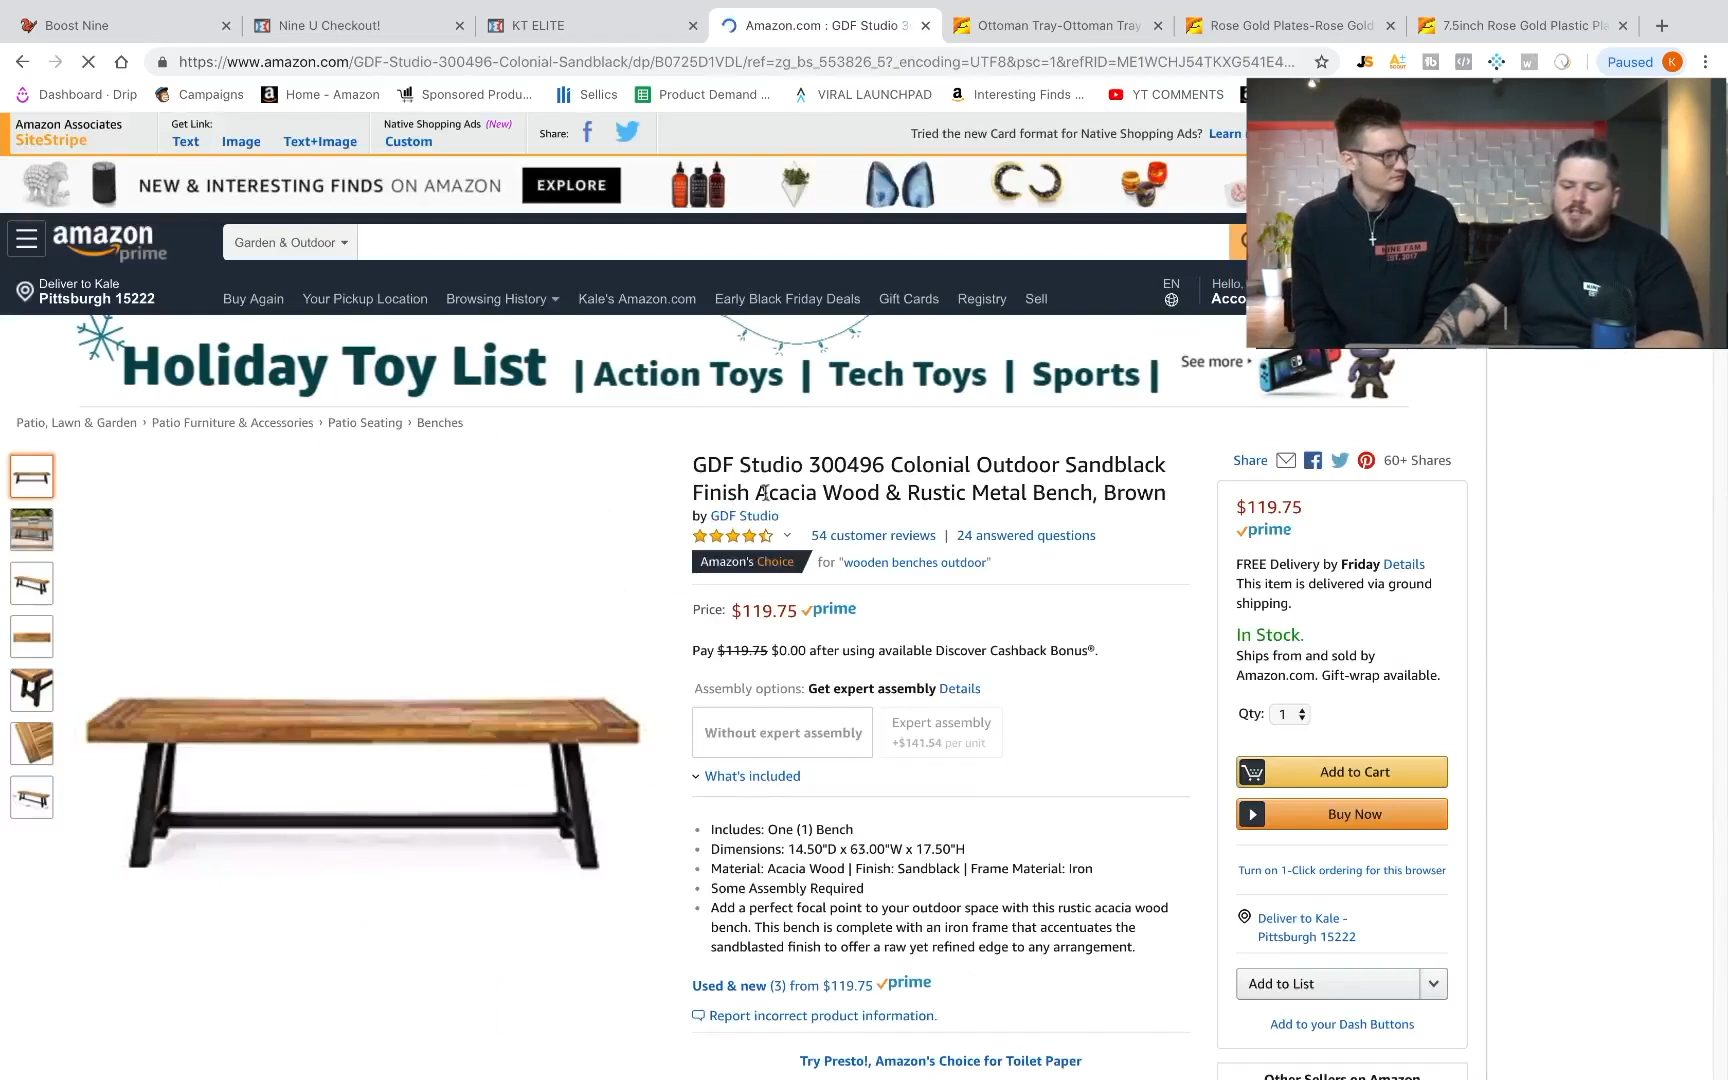 Boost Nine
Nine U Checkout!
KT ELITE
Amazon.com : GDF Studio 3
Ottoman Tray-Ottoman Tray
Rose Gold Plates-Rose Gold
7.5inch Rose Gold Plastic Pla
https://www.amazon.com/GDF-Studio-300496-Colonial-Sandblack/dp/B0725D1VDL/ref=zg_bs_553826_5?_encoding=UTF8&psc=1&refRID=ME1WCHJ54TKXG541E4...
Paused K
Dashboard · Drip
Campaigns
Home - Amazon
Sponsored Produ...
Sellics
Product Demand ...
VIRAL LAUNCHPAD
Interesting Finds ...
YT COMMENTS
Amazon Associates
SiteStripe
Get Link:
Text Image Text+Image
Native Shopping Ads (New)
Custom
Share:
Tried the new Card format for Native Shopping Ads? Learn
NEW & INTERESTING FINDS ON AMAZON EXPLORE
NINE FAM
EST. 2017
amazon
prime
Garden & Outdoor
Deliver to Kale
Pittsburgh 15222
Buy Again Your Pickup Location Browsing History Kale's Amazon.com Early Black Friday Deals Gift Cards Registry Sell
EN
Hello,
Acco
Holiday Toy List | Action Toys | Tech Toys | Sports |
See more
Patio, Lawn & Garden › Patio Furniture & Accessories › Patio Seating › Benches
GDF Studio 300496 Colonial Outdoor Sandblack
Finish Acacia Wood & Rustic Metal Bench, Brown
by GDF Studio
54 customer reviews | 24 answered questions
Amazon's Choice for "wooden benches outdoor"
Price: $119.75 prime
Pay $119.75 $0.00 after using available Discover Cashback Bonus®.
Assembly options: Get expert assembly Details
Without expert assembly
Expert assembly
+$141.54 per unit
What's included
• Includes: One (1) Bench
• Dimensions: 14.50"D x 63.00"W x 17.50"H
• Material: Acacia Wood | Finish: Sandblack | Frame Material: Iron
• Some Assembly Required
• Add a perfect focal point to your outdoor space with this rustic acacia wood
bench. This bench is complete with an iron frame that accentuates the
sandblasted finish to offer a raw yet refined edge to any arrangement.
Used & new (3) from $119.75 prime
Report incorrect product information.
Try Presto!, Amazon's Choice for Toilet Paper
Share 60+ Shares
$119.75
prime
FREE Delivery by Friday Details
This item is delivered via ground
shipping.
In Stock.
Ships from and sold by
Amazon.com. Gift-wrap available.
Qty: 1
Add to Cart
Buy Now
Turn on 1-Click ordering for this browser
Deliver to Kale -
Pittsburgh 15222
Add to List
Add to your Dash Buttons
Other Sellers on Amazon